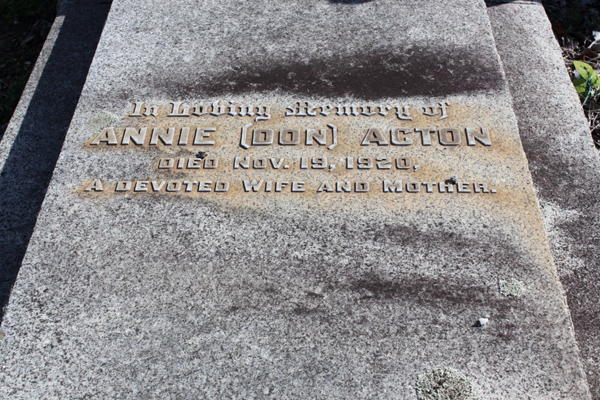 In Loving Memory of
ANNIE (DON) ACTON
DIED NOV. 19, 1920,
A DEVOTED WIFE AND MOTHER.